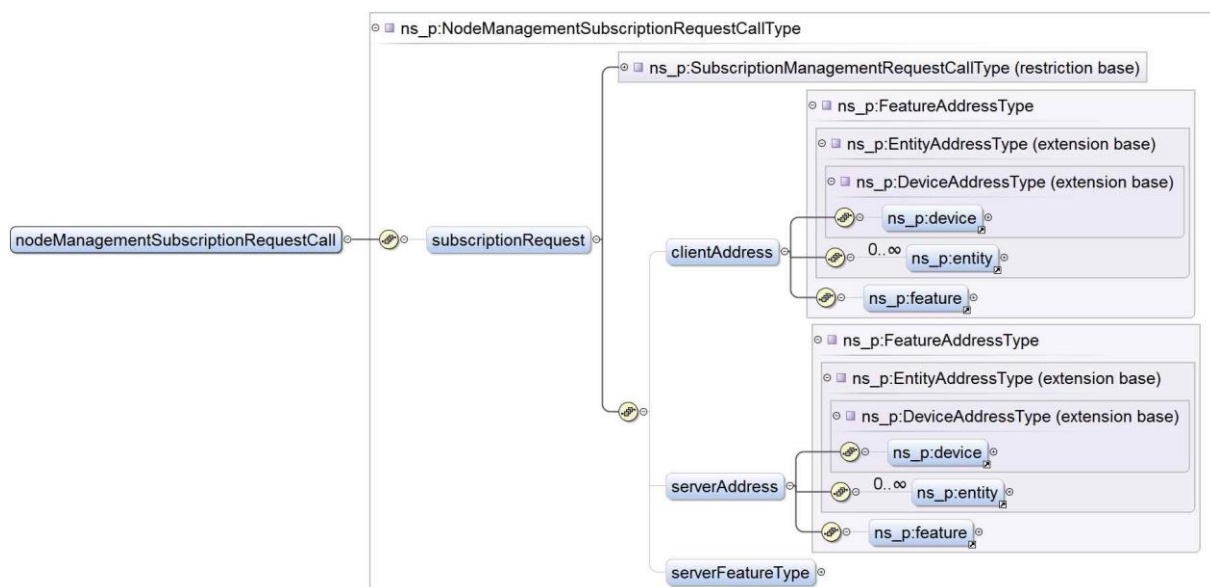 ns_p:NodeManagementSubscriptionRequestCallType
ns_p:SubscriptionManagementRequestCallType (restriction base)
ns_p:FeatureAddressType
ns_p:EntityAddressType (extension base)
ns_p:DeviceAddressType (extension base)
ns_p:device
nodeManagementSubscriptionRequestCall
subscriptionRequest
clientAddress
0..∞
ns_p:entity
ns_p:feature
ns_p:FeatureAddressType
ns_p:EntityAddressType (extension base)
ns_p:DeviceAddressType (extension base)
ns_p:device
serverAddress
0..∞
ns_p:entity
ns_p:feature
serverFeatureType